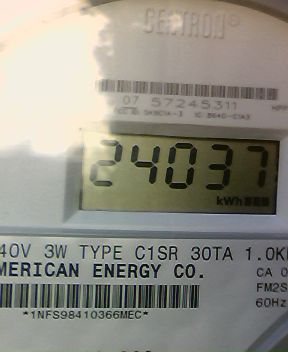 CENTRON®
07 57245311
24037
kWh
40V 3W TYPE C1SR 30TA 1.0K
MERICAN ENERGY CO.
CA 0
FM2S
60Hz
*1NFS98410366MEC*